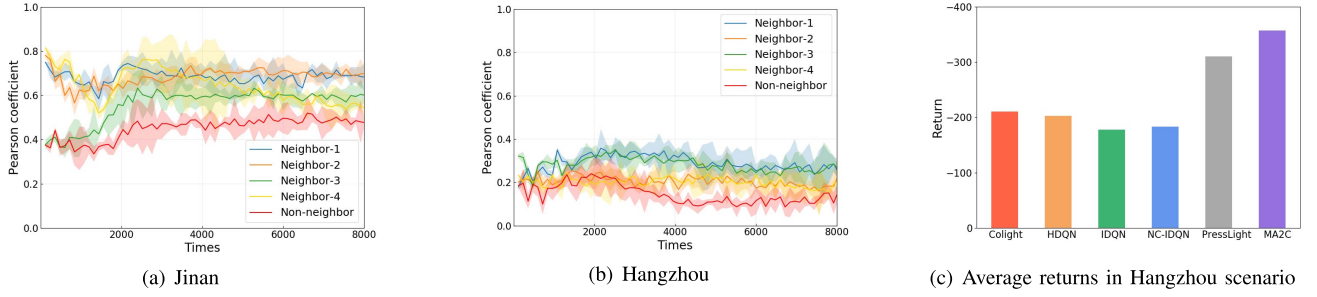 1.0
0.8
0.6
0.4
0.2
0.0
Pearson coefficient
2000 4000 6000 8000
Times
Neighbor-1
Neighbor-2
Neighbor-3
Neighbor-4
Non-neighbor
(a) Jinan
1.0
0.8
0.6
0.4
0.2
0.0
Pearson coefficient
2000 4000 6000 8000
Times
Neighbor-1
Neighbor-2
Neighbor-3
Neighbor-4
Non-neighbor
(b) Hangzhou
−400
−300
−200
−100
0
Return
Colight HDQN IDQN NC-IDQN PressLight MA2C
(c) Average returns in Hangzhou scenario